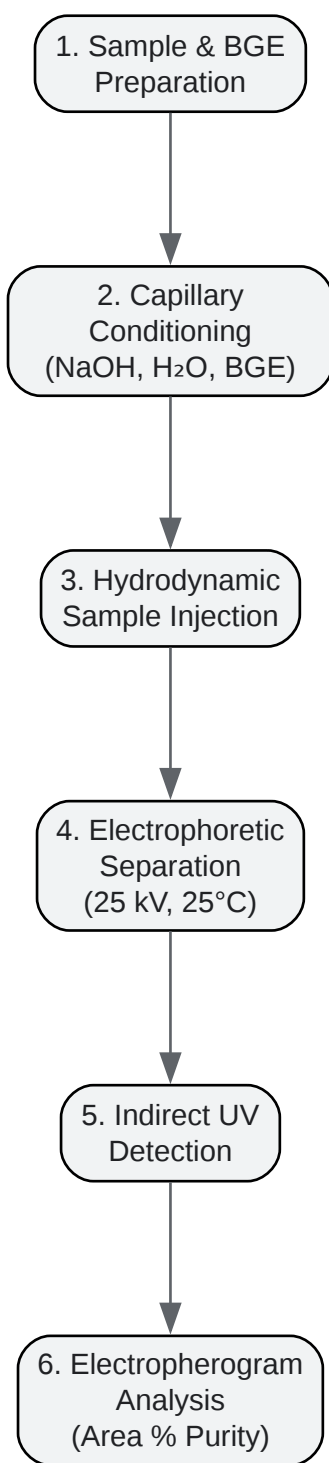 1. Sample & BGE
Preparation
2. Capillary
Conditioning
(NaOH, H₂O, BGE)
3. Hydrodynamic
Sample Injection
4. Electrophoretic
Separation
(25 kV, 25°C)
5. Indirect UV
Detection
6. Electropherogram
Analysis
(Area % Purity)